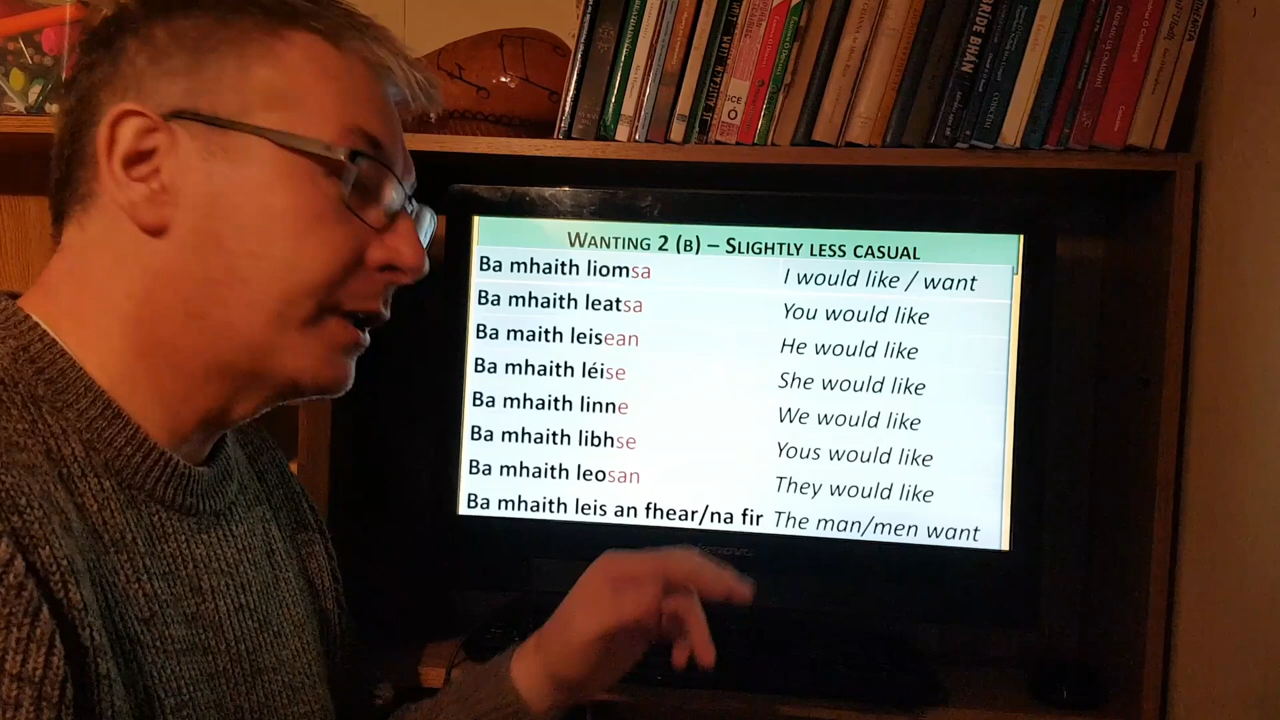 WANTING 2 (B) – SLIGHTLY LESS CASUAL
Ba mhaith liomsa I would like / want
Ba mhaith leatsa You would like
Ba maith leisean He would like
Ba mhaith léise She would like
Ba mhaith linne We would like
Ba mhaith libhse Yous would like
Ba mhaith leosan They would like
Ba mhaith leis an fhear/na fir The man/men want
lenovo
BRIDE BHÁN